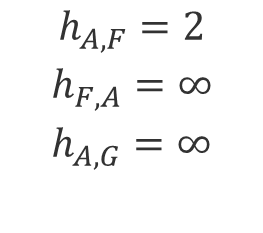 h_{A,F} = 2
h_{F,A} = ∞
h_{A,G} = ∞